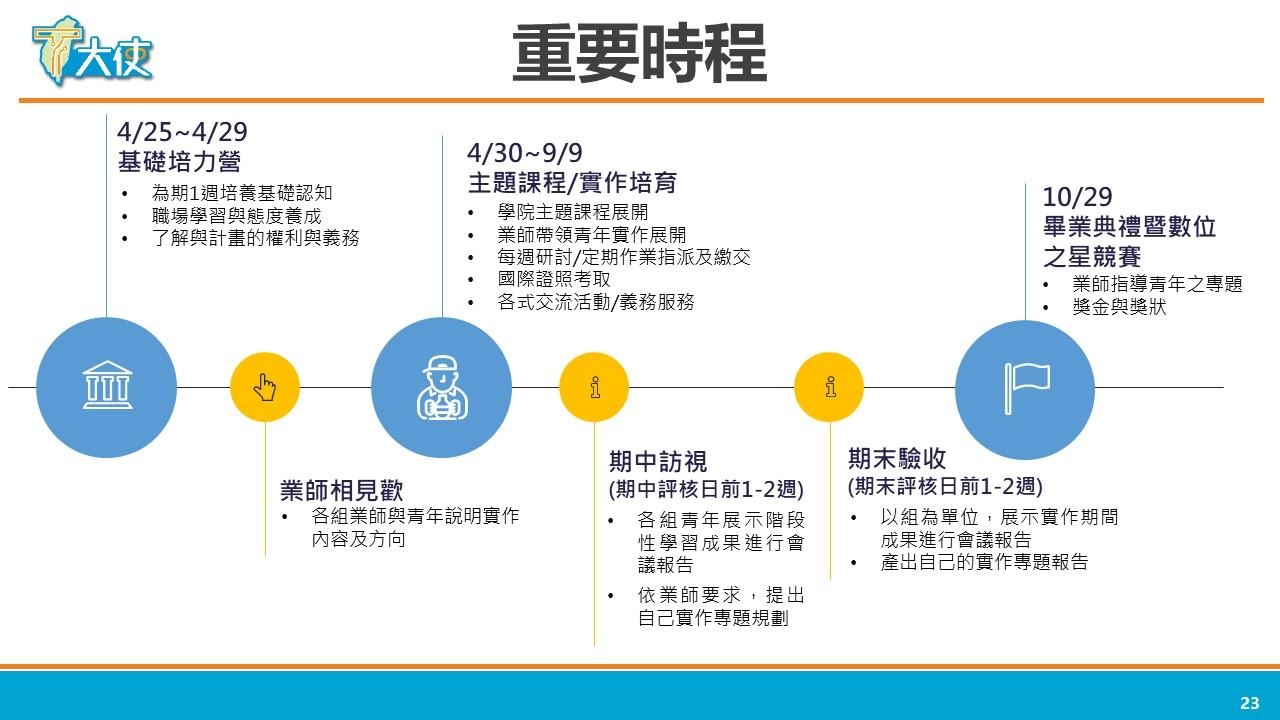 T大使
重要時程
4/25~4/29
基礎培力營
• 為期1週培養基礎認知
• 職場學習與態度養成
• 了解與計畫的權利與義務
4/30~9/9
主題課程/實作培育
• 學院主題課程展開
• 業師帶領青年實作展開
• 每週研討/定期作業指派及繳交
• 國際證照考取
• 各式交流活動/義務服務
10/29
畢業典禮暨數位
之星競賽
• 業師指導青年之專題
• 獎金與獎狀
業師相見歡
• 各組業師與青年說明實作
內容及方向
期中訪視
(期中評核日前1-2週)
• 各組青年展示階段
性學習成果進行會
議報告
• 依業師要求，提出
自己實作專題規劃
期末驗收
(期末評核日前1-2週)
• 以組為單位，展示實作期間
成果進行會議報告
• 產出自己的實作專題報告
23